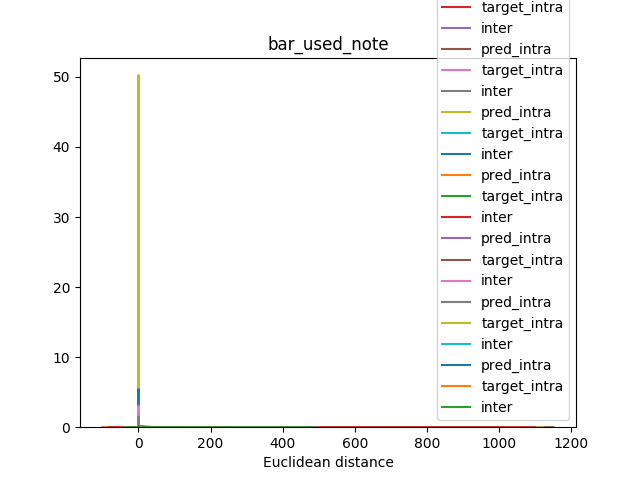 bar_used_note
target_intra
inter
pred_intra
target_intra
inter
pred_intra
target_intra
inter
pred_intra
target_intra
inter
pred_intra
target_intra
inter
pred_intra
target_intra
inter
pred_intra
target_intra
inter
50
40
30
20
10
0
0 200 400 600 800 1000 1200
Euclidean distance